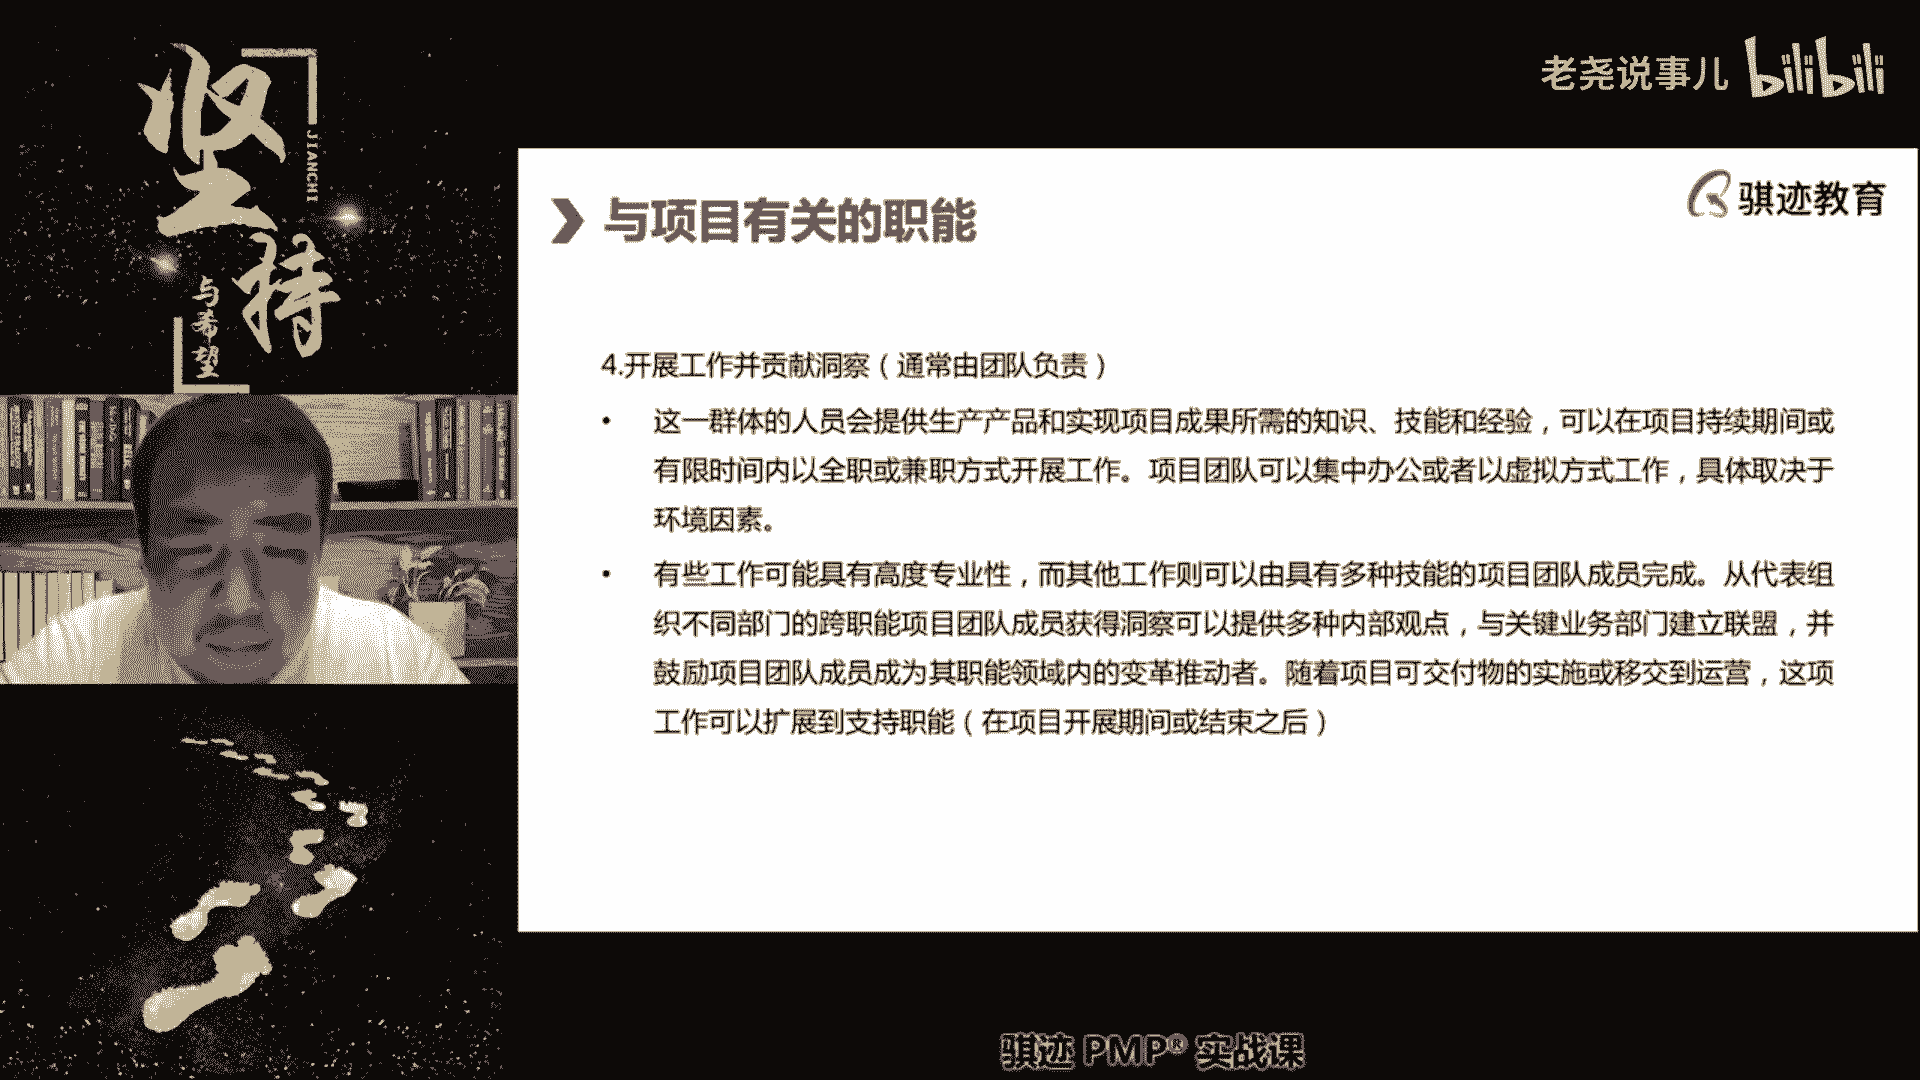 坚持
JIANCHI
与希望
老尧说事儿 bilibili
骐迹教育
与项目有关的职能
4.开展工作并贡献洞察（通常由团队负责）
• 这一群体的人员会提供生产产品和实现项目成果所需的知识、技能和经验，可以在项目持续期间或
有限时间内以全职或兼职方式开展工作。项目团队可以集中办公或者以虚拟方式工作，具体取决于
环境因素。
• 有些工作可能具有高度专业性，而其他工作则可以由具有多种技能的项目团队成员完成。从代表组
织不同部门的跨职能项目团队成员获得洞察可以提供多种内部观点，与关键业务部门建立联盟，并
鼓励项目团队成员成为其职能领域内的变革推动者。随着项目可交付物的实施或移交到运营，这项
工作可以扩展到支持职能（在项目开展期间或结束之后）
骐迹 PMP® 实战课